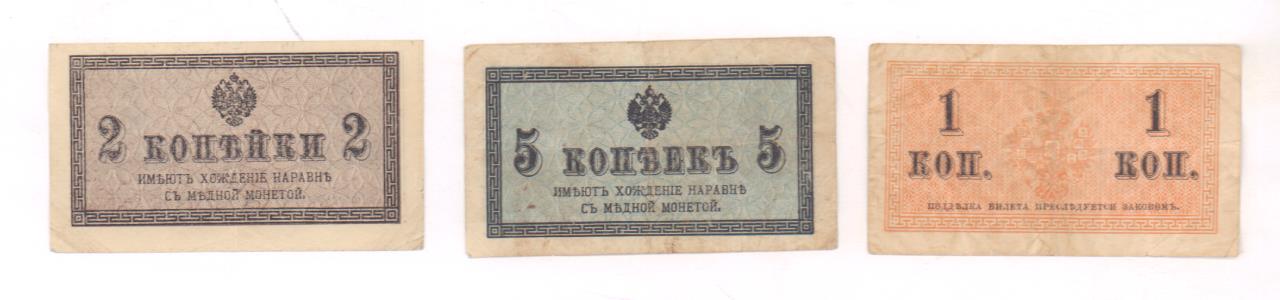 2 КОПѢЙКИ 2
ИМѢЮТЪ ХОЖДЕНІЕ НАРАВНѢ
СЪ МѢДНОЙ МОНЕТОЙ.
5 КОПѢЕКЪ 5
ИМѢЮТЪ ХОЖДЕНІЕ НАРАВНѢ
СЪ МѢДНОЙ МОНЕТОЙ.
1 1
КОП. КОП.
ПОДДѢЛКА БИЛЕТА ПРЕСЛѢДУЕТСЯ ЗАКОНОМЪ.